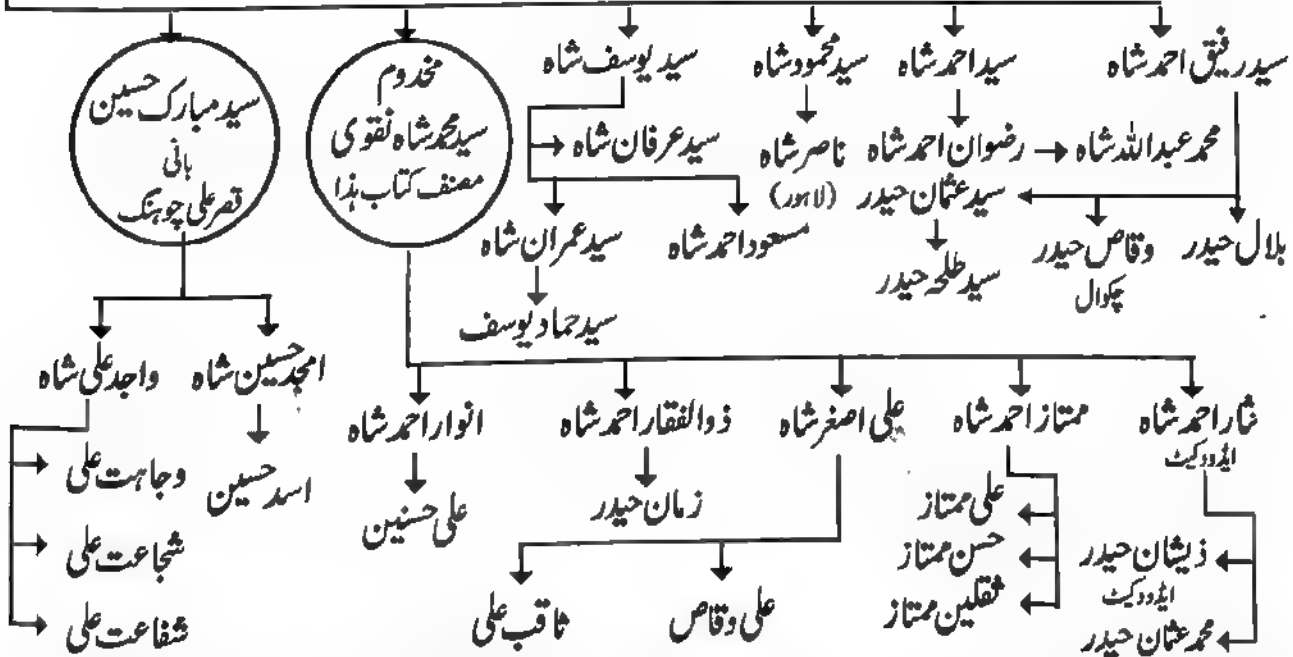 سید رفیق احمد شاہ
سید احمد شاہ
سید محمود شاہ
سید یوسف شاہ
مخدوم
سید محمد شاہ نقوی
مصنف کتاب ہذا
سید مبارک حسین
بانی
قصر علی چوہنگ
محمد عبداللہ شاہ
رضوان احمد شاہ
ناصر شاہ
(لاہور)
سید عرفان شاہ
سید عثمان حیدر
بلال حیدر
وقاص حیدر
چکوال
سید طلحہ حیدر
مسعود احمد شاہ
سید عمران شاہ
سید حماد یوسف
امجد حسین شاہ
واجد علی شاہ
نثار احمد شاہ
ایڈووکیٹ
ممتاز احمد شاہ
علی اصغر شاہ
ذوالفقار احمد شاہ
انوار احمد شاہ
اسد حسین
وجاہت علی
شجاعت علی
شفاعت علی
ذیشان حیدر
ایڈووکیٹ
محمد عثمان حیدر
علی ممتاز
حسن ممتاز
ثقلین ممتاز
زمان حیدر
علی حسنین
علی وقاص
ثاقب علی